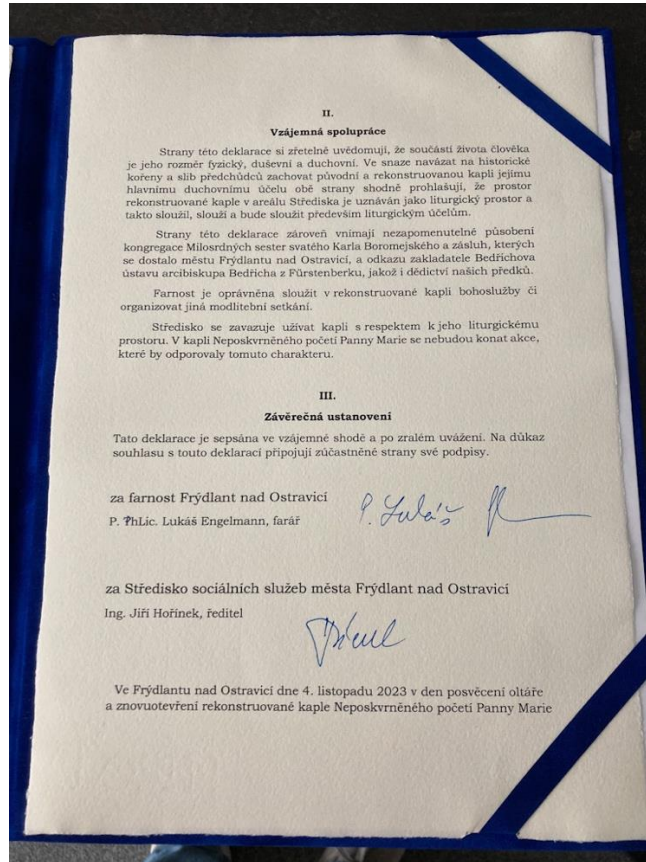 II.
Vzájemná spolupráce
Strany této deklarace si zřetelně uvědomují, že součástí života člověka
je jeho rozměr fyzický, duševní a duchovní. Ve snaze navázat na historické
kořeny a slib předchůdců zachovat původní a rekonstruovanou kapli jejímu
hlavnímu duchovnímu účelu obě strany shodně prohlašují, že prostor
rekonstruované kaple v areálu Střediska je uznáván jako liturgický prostor a
takto sloužil, slouží a bude sloužit především liturgickým účelům.
Strany této deklarace zároveň vnímají nezapomenutelné působení
kongregace Milosrdných sester svatého Karla Boromejského a zásluh, kterých
se dostalo městu Frýdlantu nad Ostravicí, a odkazu zakladatele Bedřichova
ústavu arcibiskupa Bedřicha z Fürstenberku, jakož i dědictví našich předků.
Farnost je oprávněna sloužit v rekonstruované kapli bohoslužby či
organizovat jiná modlitební setkání.
Středisko se zavazuje užívat kapli s respektem k jeho liturgickému
prostoru. V kapli Neposkvrněného početí Panny Marie se nebudou konat akce,
které by odporovaly tomuto charakteru.
III.
Závěrečná ustanovení
Tato deklarace je sepsána ve vzájemné shodě a po zralém uvážení. Na důkaz
souhlasu s touto deklarací připojují zúčastněné strany své podpisy.
za farnost Frýdlant nad Ostravicí
P. PhLic. Lukáš Engelmann, farář
P. Lukáš
za Středisko sociálních služeb města Frýdlant nad Ostravicí
Ing. Jiří Hořínek, ředitel
Ve Frýdlantu nad Ostravicí dne 4. listopadu 2023 v den posvěcení oltáře
a znovuotevření rekonstruované kaple Neposkvrněného početí Panny Marie